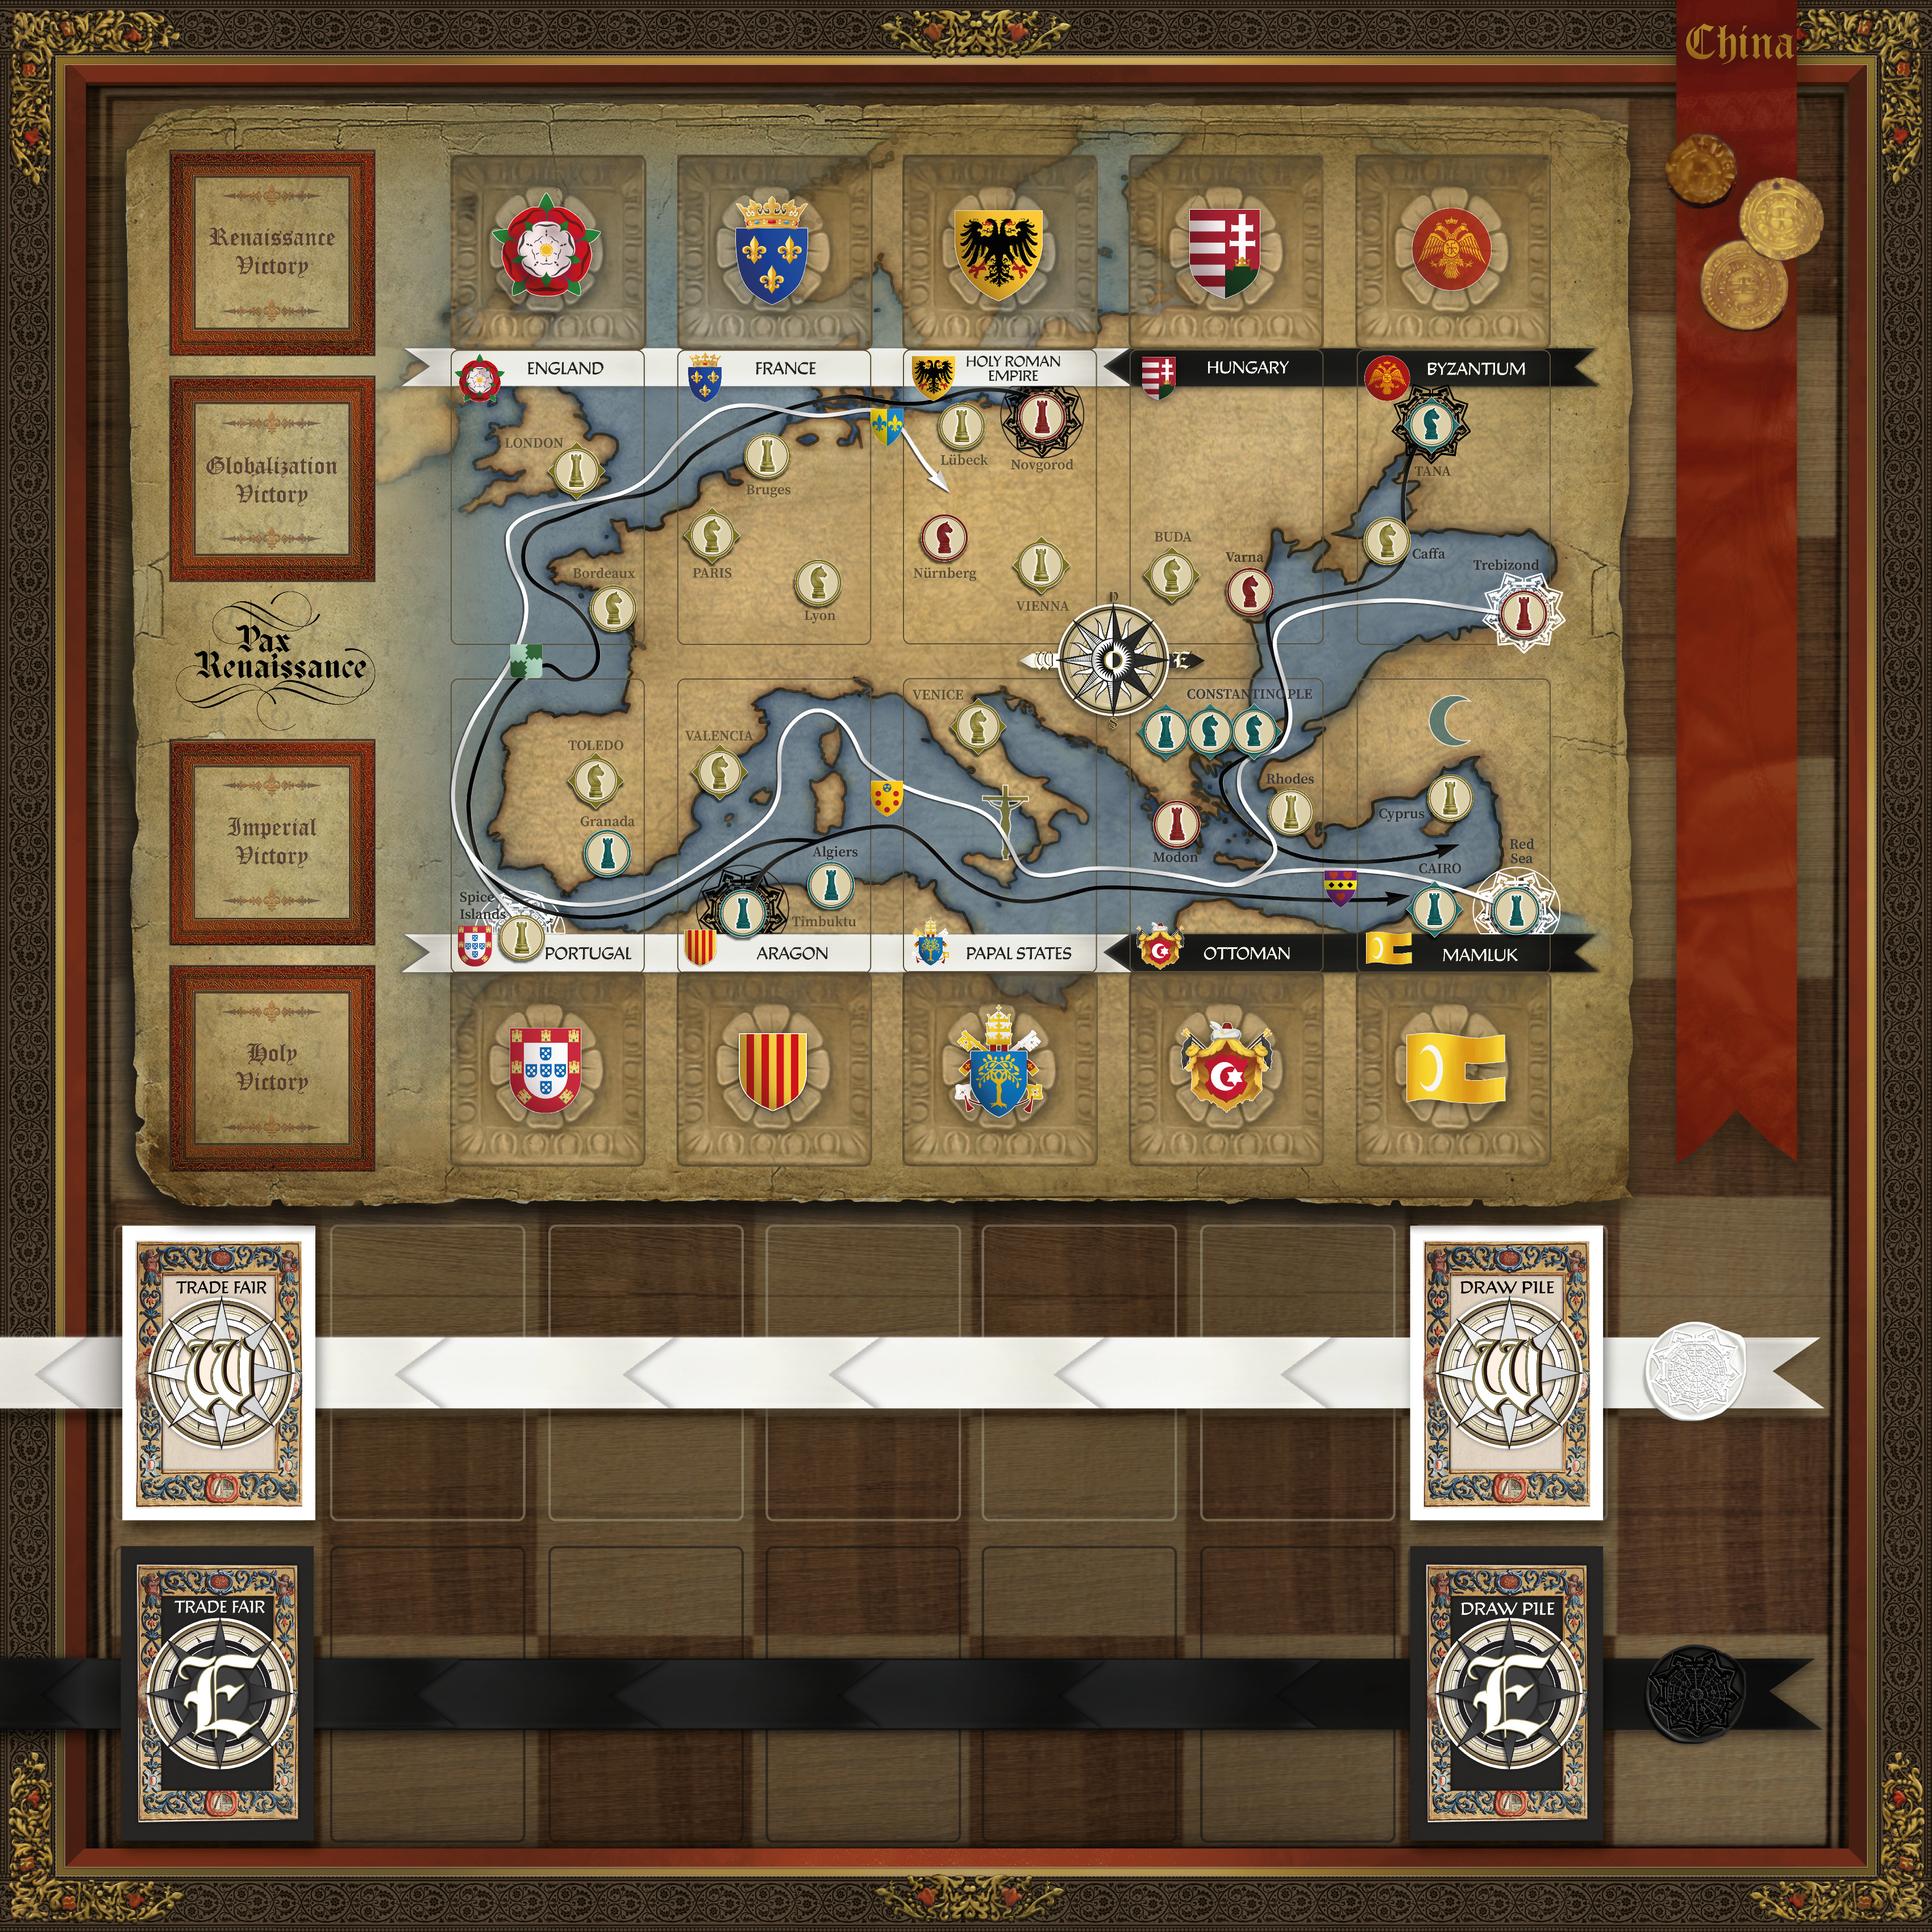 China
Renaissance
Victory
ENGLAND
FRANCE
HOLY ROMAN
EMPIRE
HUNGARY
BYZANTIUM
LONDON
Lübeck
Novgorod
TANA
Globalization
Victory
Bruges
PARIS
Bordeaux
Lyon
Nürnberg
VIENNA
BUDA
Varna
Caffa
Trebizond
Pax
Renaissance
W
E
S
VENICE
CONSTANTINOPLE
TOLEDO
VALENCIA
Rhodes
Cyprus
Granada
Algiers
Modon
Red
Sea
CAIRO
Imperial
Victory
Spice
Islands
Timbuktu
PORTUGAL
ARAGON
PAPAL STATES
OTTOMAN
MAMLUK
Holy
Victory
TRADE FAIR
W
DRAW PILE
W
TRADE FAIR
E
DRAW PILE
E